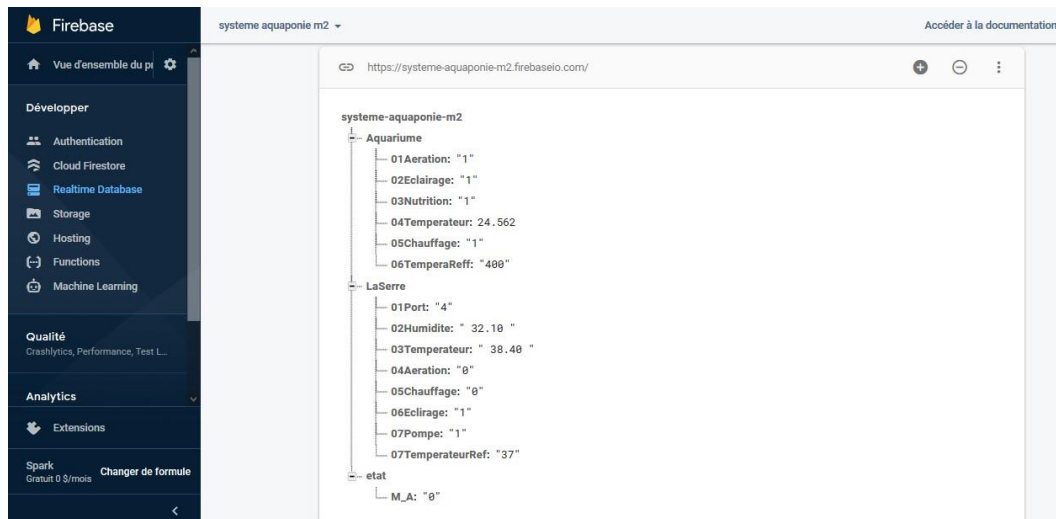 Firebase
systeme aquaponie m2
Accéder à la documentation
Vue d'ensemble du pr
https://systeme-aquaponie-m2.firebaseio.com/
Développer
Authentication
Cloud Firestore
Realtime Database
Storage
Hosting
Functions
Machine Learning
Qualité
Crashlytics, Performance, Test L...
Analytics
Extensions
Spark
Gratuit 0 $/mois
Changer de formule
systeme-aquaponie-m2
Aquariume
01Aeration: "1"
02Eclairage: "1"
03Nutrition: "1"
04Temperateur: 24.562
05Chauffage: "1"
06TemperaReff: "400"
LaSerre
01Port: "4"
02Humidite: " 32.10 "
03Temperateur: " 38.40 "
04Aeration: "0"
05Chauffage: "0"
06Eclirage: "1"
07Pompe: "1"
07TemperateurRef: "37"
etat
M_A: "0"